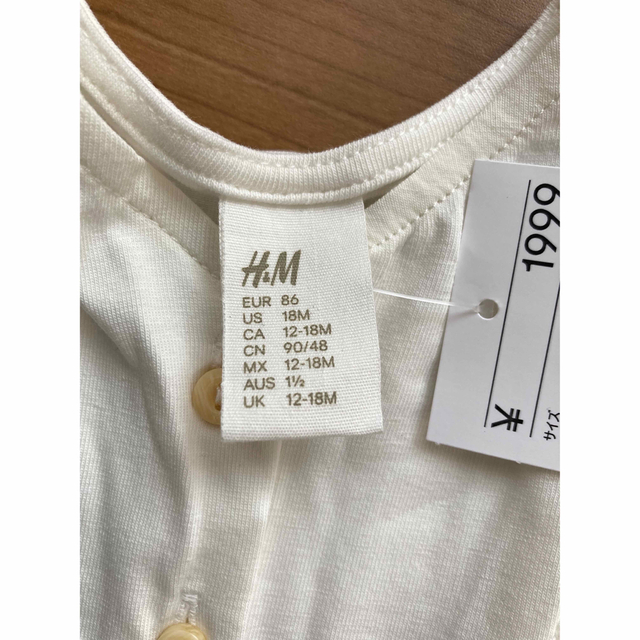 H&M
EUR 86
US 18M
CA 12-18M
CN 90/48
MX 12-18M
AUS 1½
UK 12-18M
¥ 1999
サイズ